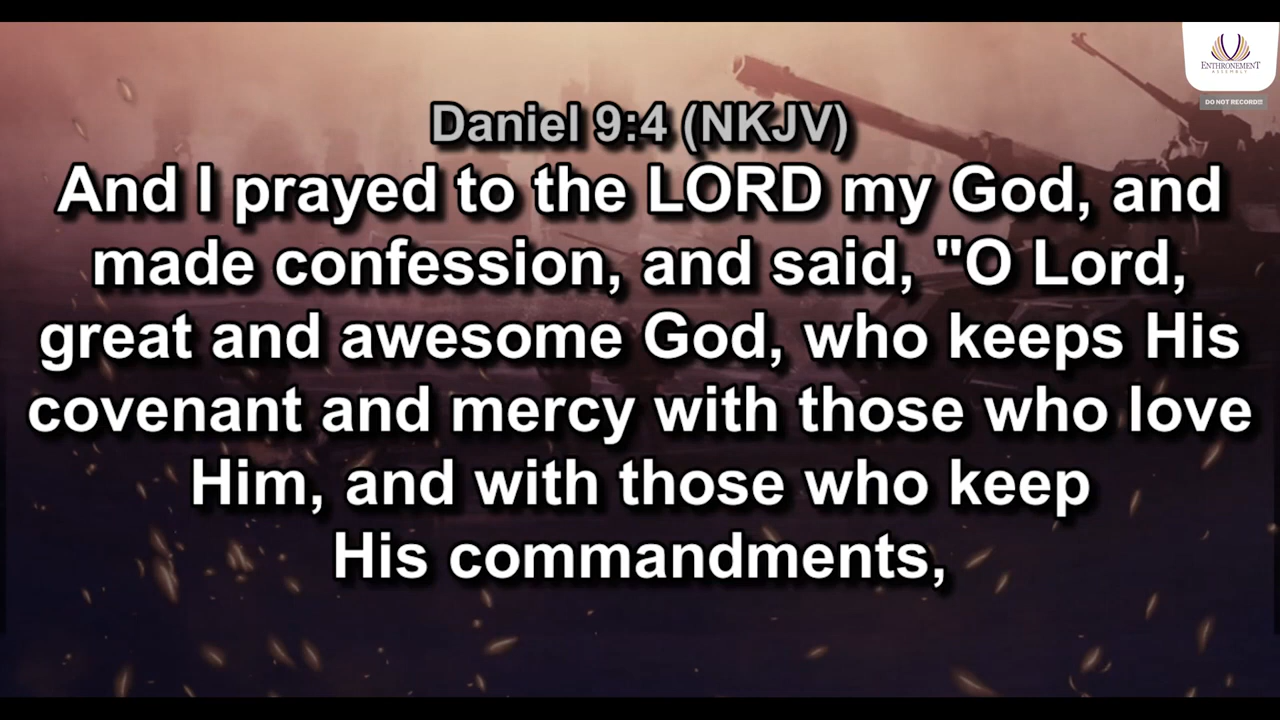 ENTHRONEMENT
ASSEMBLY
DO NOT RECORD!!!
Daniel 9:4 (NKJV)
And I prayed to the LORD my God, and
made confession, and said, "O Lord,
great and awesome God, who keeps His
covenant and mercy with those who love
Him, and with those who keep
His commandments,